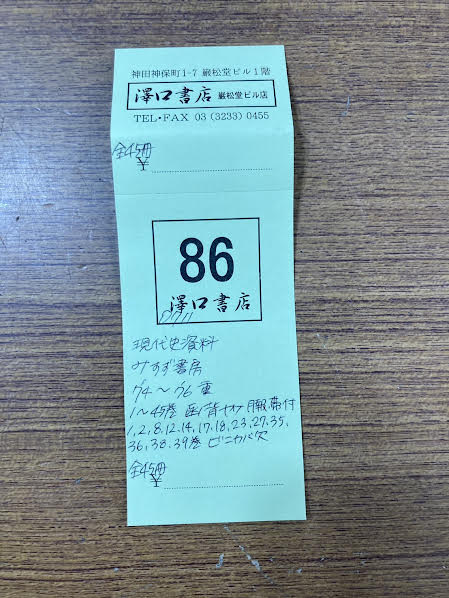 神田神保町1-7 巌松堂ビル1階
澤口書店 巌松堂ビル店
TEL・FAX 03 (3233) 0455
全45冊
¥
86
澤口書店
現代史資料
みすず書房
'74～'76 重
1～45巻 函背ヤケ 月報.帯付
1,2,8,12-14,17,18,23,27-35,
36,38.39巻 ビニカバ欠
全45冊
¥